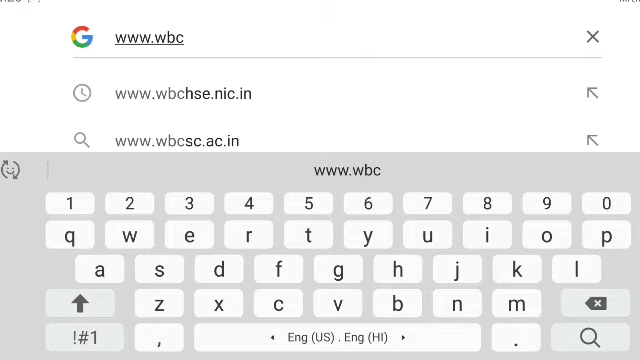 www.wbc
www.wbchse.nic.in
www.wbcsc.ac.in
www.wbc
1 2 3 4 5 6 7 8 9 0
q w e r t y u i o p
a s d f g h j k l
z x c v b n m
!#1 , Eng (US) . Eng (HI) .